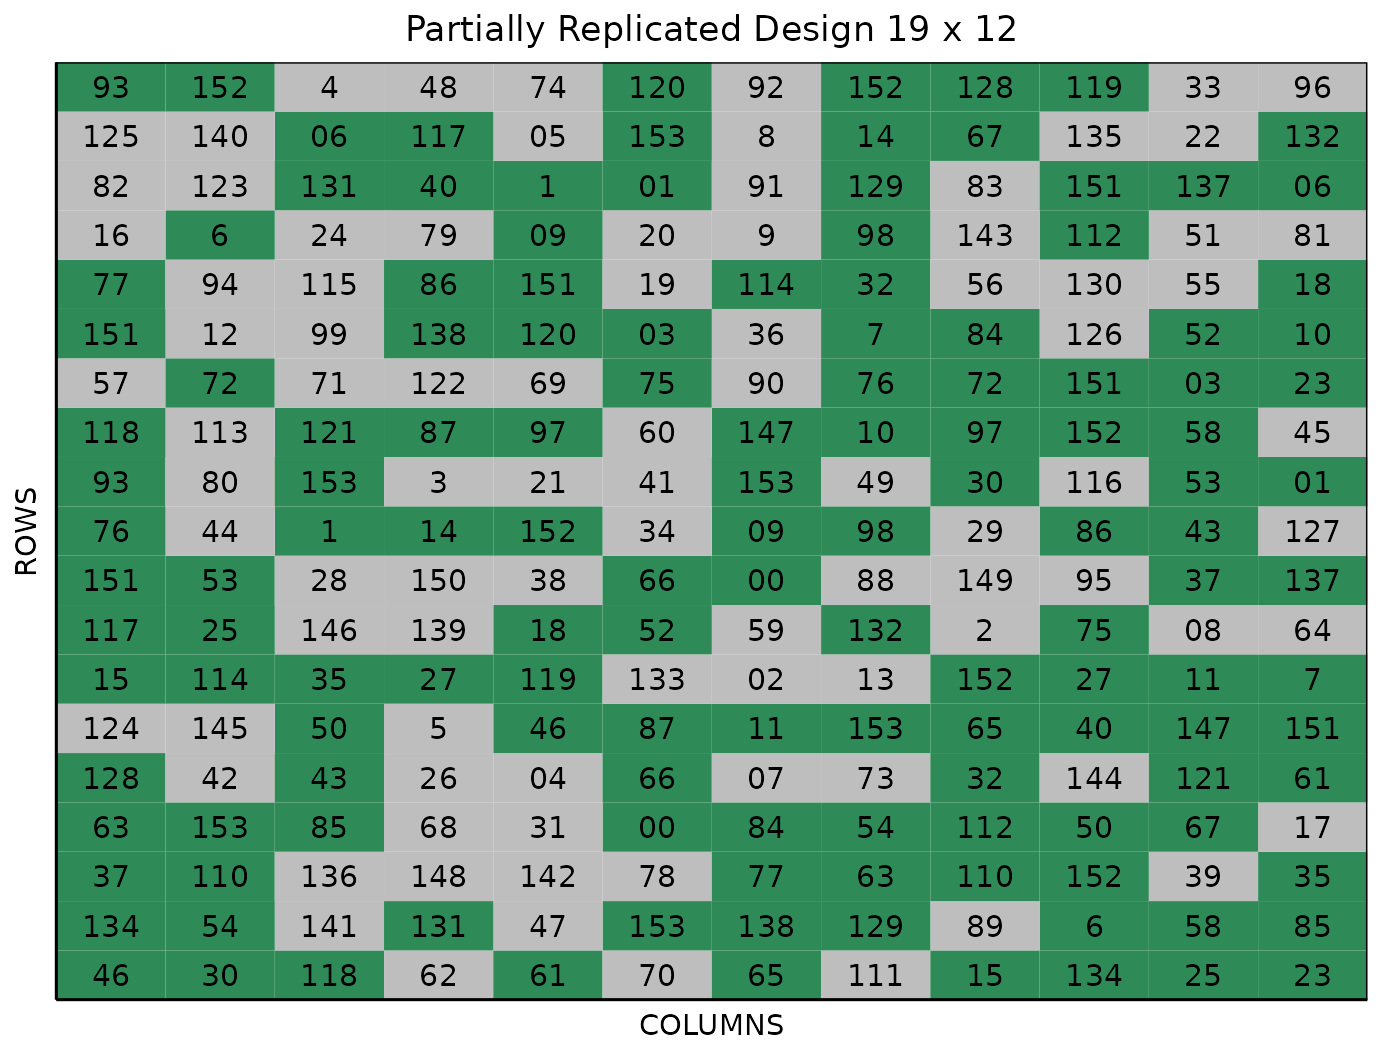 Partially Replicated Design 19 x 12
93 152 4 48 74 120 92 152 128 119 33 96
125 140 06 117 05 153 8 14 67 135 22 132
82 123 131 40 1 01 91 129 83 151 137 06
16 6 24 79 09 20 9 98 143 112 51 81
77 94 115 86 151 19 114 32 56 130 55 18
151 12 99 138 120 03 36 7 84 126 52 10
57 72 71 122 69 75 90 76 72 151 03 23
118 113 121 87 97 60 147 10 97 152 58 45
93 80 153 3 21 41 153 49 30 116 53 01
76 44 1 14 152 34 09 98 29 86 43 127
151 53 28 150 38 66 00 88 149 95 37 137
117 25 146 139 18 52 59 132 2 75 08 64
15 114 35 27 119 133 02 13 152 27 11 7
124 145 50 5 46 87 11 153 65 40 147 151
128 42 43 26 04 66 07 73 32 144 121 61
63 153 85 68 31 00 84 54 112 50 67 17
37 110 136 148 142 78 77 63 110 152 39 35
134 54 141 131 47 153 138 129 89 6 58 85
46 30 118 62 61 70 65 111 15 134 25 23
ROWS
COLUMNS